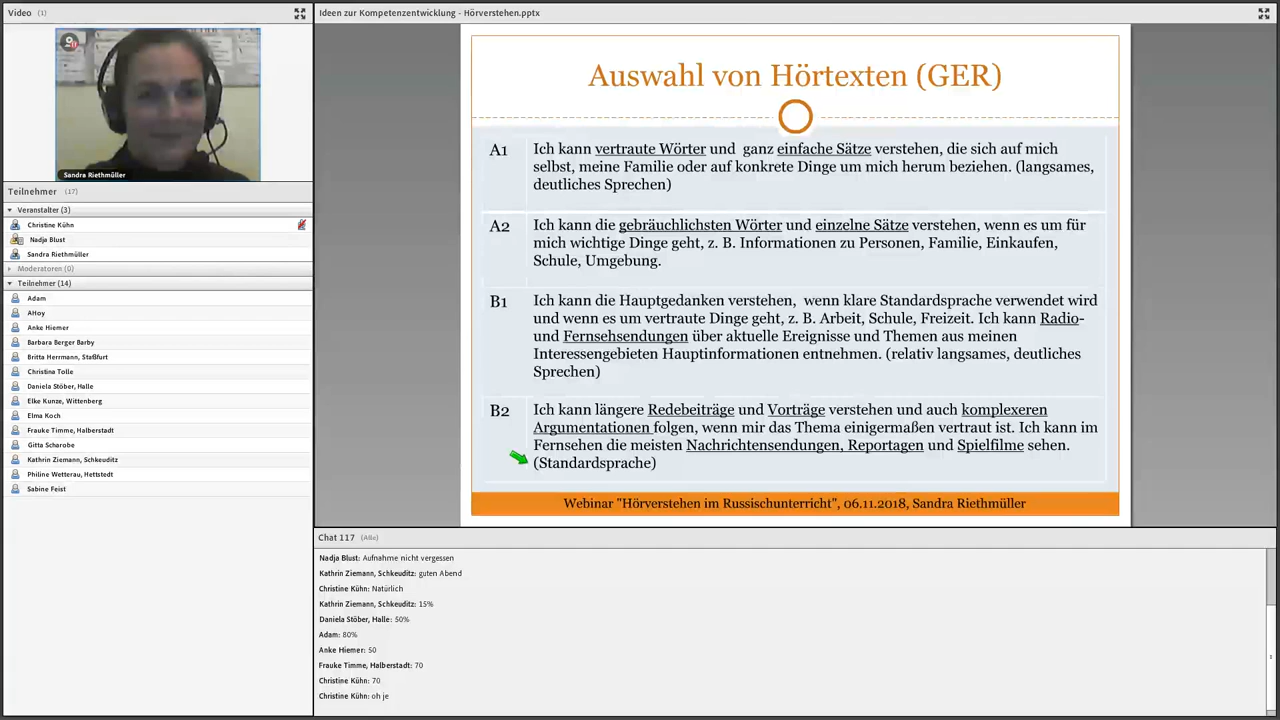 Video (1)
Sandra Riethmüller
Teilnehmer (17)
Veranstalter (3)
Christine Kühn
Nadja Blust
Sandra Riethmüller
Moderatoren (0)
Teilnehmer (14)
Adam
AHoy
Anke Hiemer
Barbara Berger Barby
Britta Herrmann, Staßfurt
Christina Tolle
Daniela Stöber, Halle
Elke Kunze, Wittenberg
Elma Koch
Frauke Timme, Halberstadt
Gitta Scharobe
Kathrin Ziemann, Schkeuditz
Philine Wetterau, Hettstedt
Sabine Feist
Ideen zur Kompetenzentwicklung - Hörverstehen.pptx
Auswahl von Hörtexten (GER)
A1 Ich kann vertraute Wörter und ganz einfache Sätze verstehen, die sich auf mich
selbst, meine Familie oder auf konkrete Dinge um mich herum beziehen. (langsames,
deutliches Sprechen)
A2 Ich kann die gebräuchlichsten Wörter und einzelne Sätze verstehen, wenn es um für
mich wichtige Dinge geht, z. B. Informationen zu Personen, Familie, Einkaufen,
Schule, Umgebung.
B1 Ich kann die Hauptgedanken verstehen, wenn klare Standardsprache verwendet wird
und wenn es um vertraute Dinge geht, z. B. Arbeit, Schule, Freizeit. Ich kann Radio-
und Fernsehsendungen über aktuelle Ereignisse und Themen aus meinen
Interessengebieten Hauptinformationen entnehmen. (relativ langsames, deutliches
Sprechen)
B2 Ich kann längere Redebeiträge und Vorträge verstehen und auch komplexeren
Argumentationen folgen, wenn mir das Thema einigermaßen vertraut ist. Ich kann im
Fernsehen die meisten Nachrichtensendungen, Reportagen und Spielfilme sehen.
(Standardsprache)
Webinar "Hörverstehen im Russischunterricht", 06.11.2018, Sandra Riethmüller
Chat 117 (Alle)
Nadja Blust: Aufnahme nicht vergessen
Kathrin Ziemann, Schkeuditz: guten Abend
Christine Kühn: Natürlich
Kathrin Ziemann, Schkeuditz: 15%
Daniela Stöber, Halle: 50%
Adam: 80%
Anke Hiemer: 50
Frauke Timme, Halberstadt: 70
Christine Kühn: 70
Christine Kühn: oh je